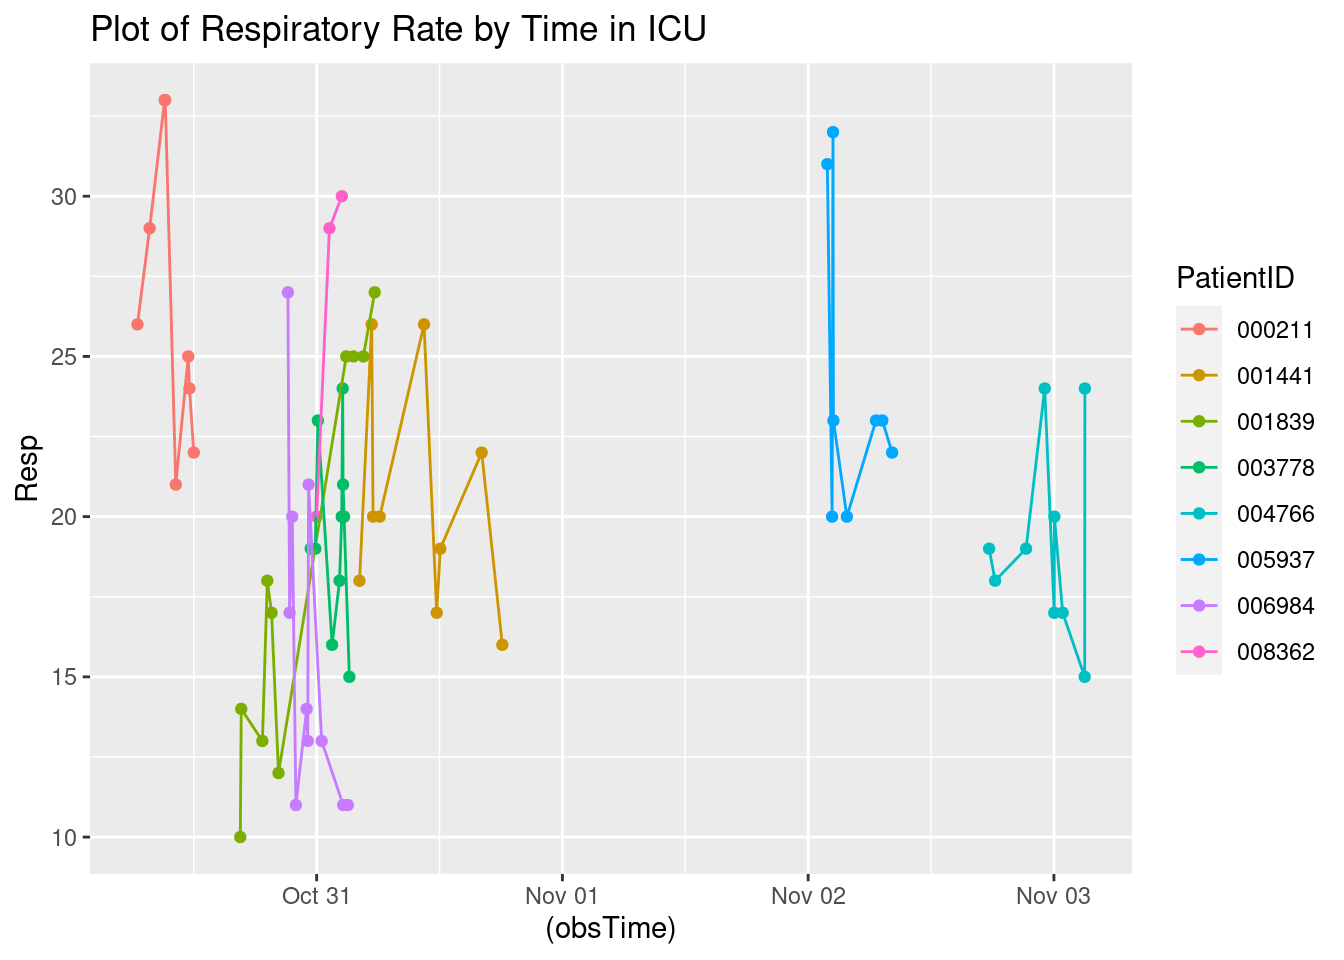 Plot of Respiratory Rate by Time in ICU
Resp
30
25
20
15
10
Oct 31
Nov 01
Nov 02
Nov 03
(obsTime)
PatientID
000211
001441
001839
003778
004766
005937
006984
008362